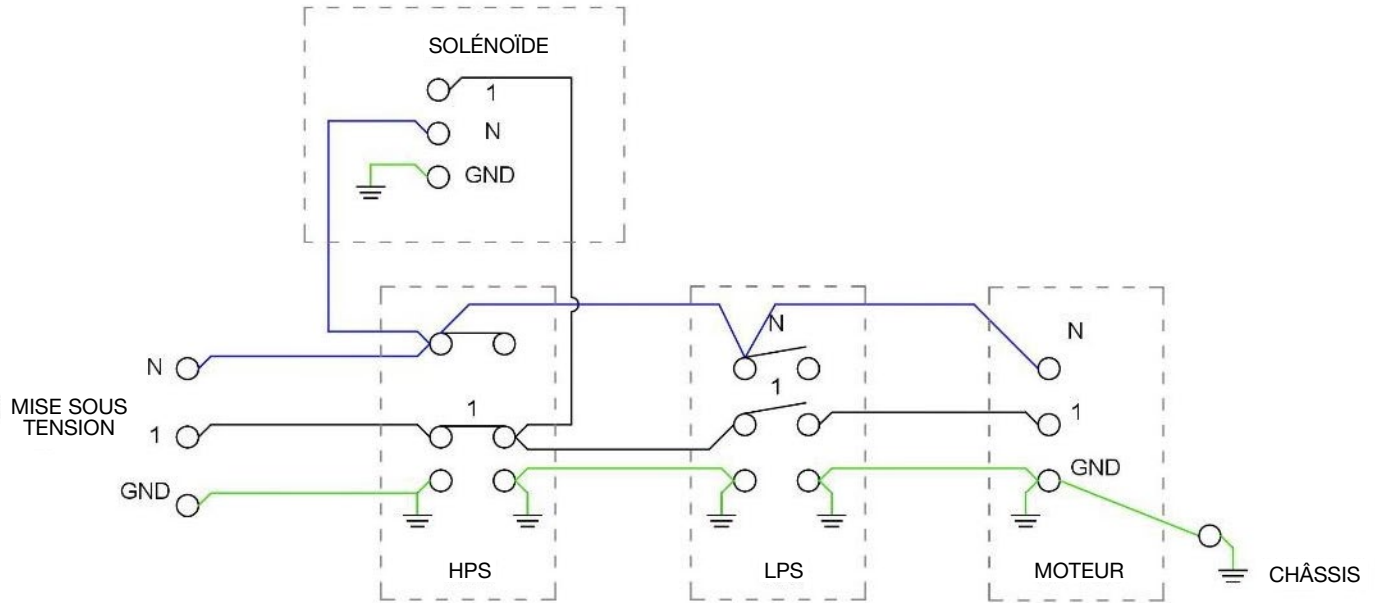 SOLÉNOÏDE
1
N
GND
N
MISE SOUS
TENSION
1
GND
1
HPS
N
1
LPS
N
1
GND
MOTEUR
CHÂSSIS